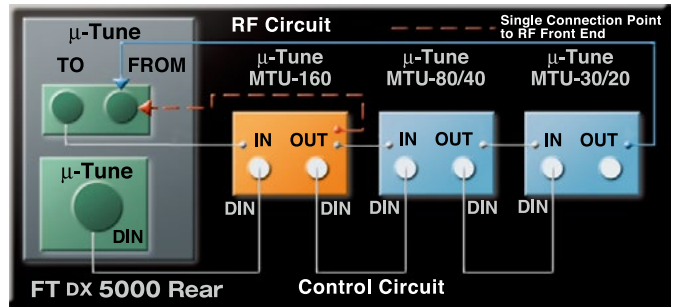 RF Circuit
Single Connection Point
to RF Front End
μ-Tune
TO FROM
μ-Tune
MTU-160
μ-Tune
MTU-80/40
μ-Tune
MTU-30/20
IN OUT
IN OUT
IN OUT
μ-Tune
DIN
DIN
DIN
DIN
DIN
DIN
FT DX 5000 Rear
Control Circuit